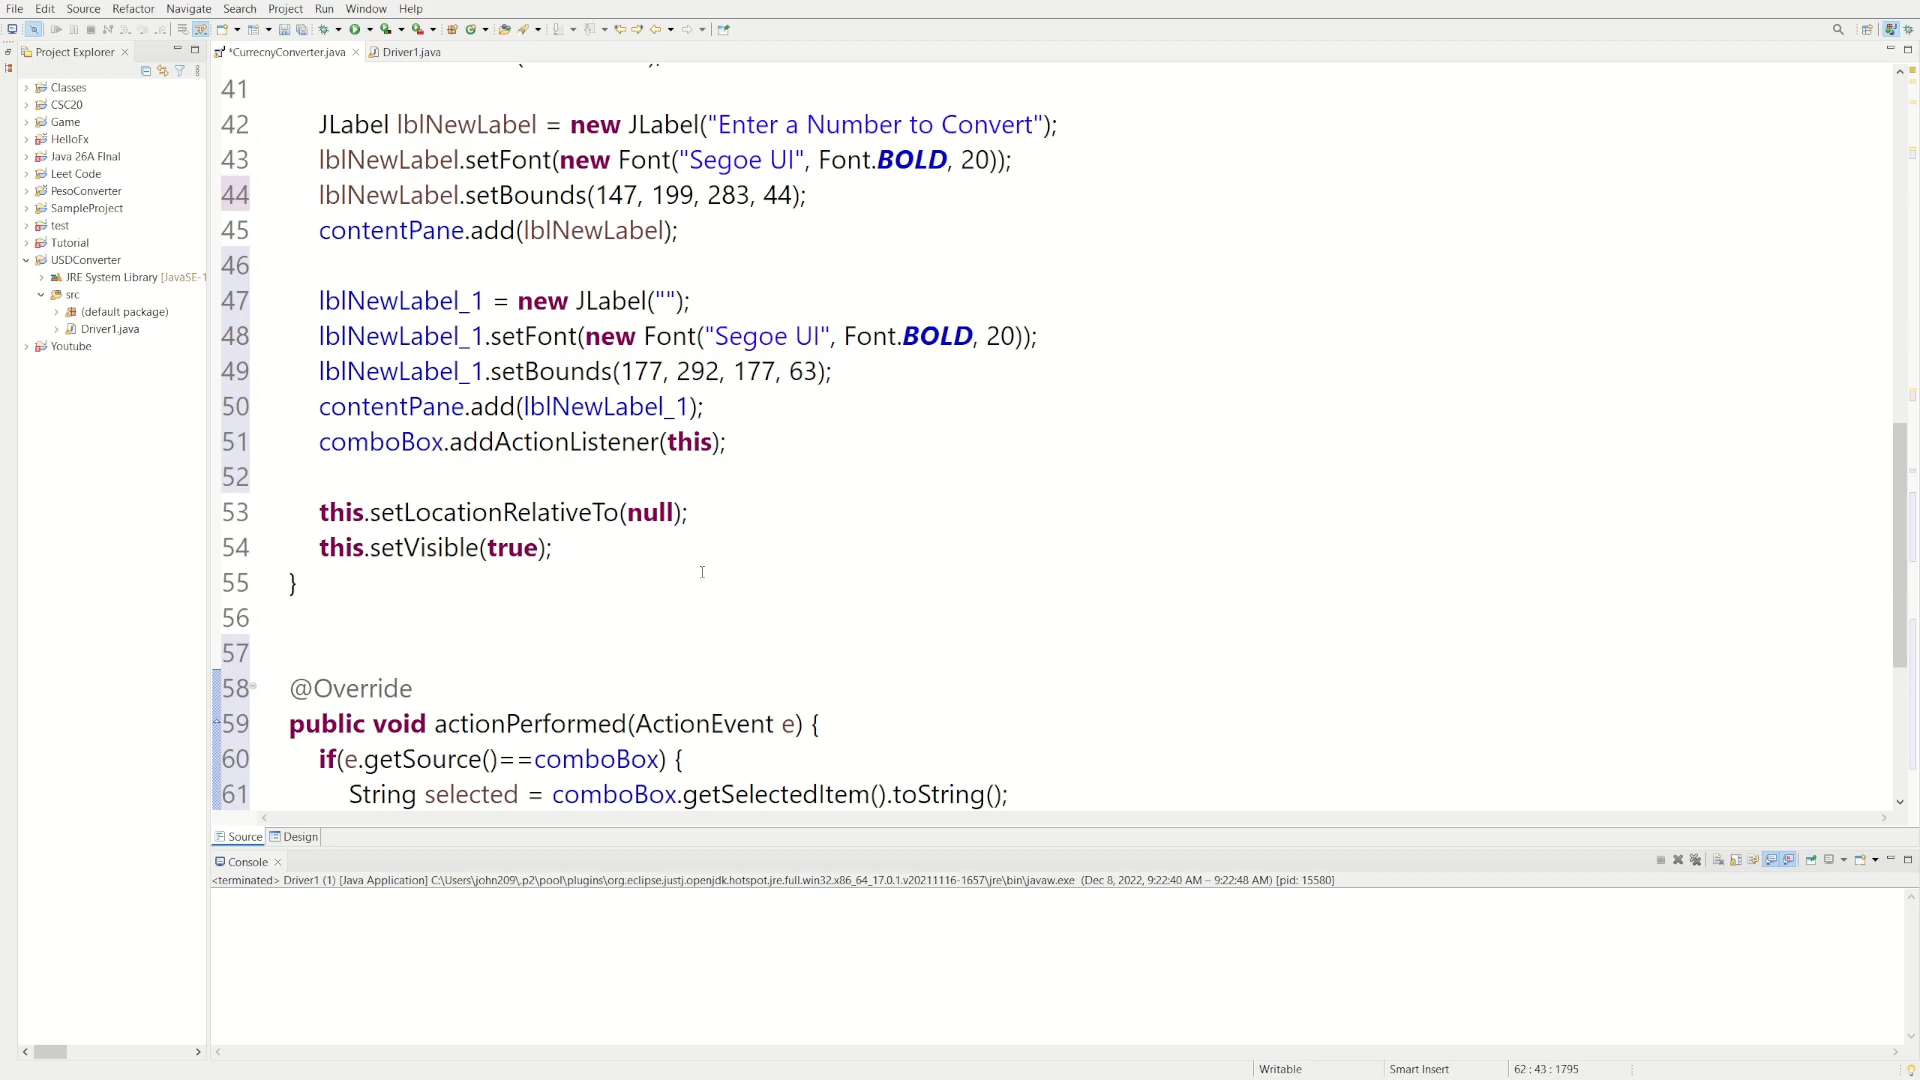 File Edit Source Refactor Navigate Search Project Run Window Help
Project Explorer
*CurrecnyConverter.java
Driver1.java
Classes
CSC20
Game
HelloFx
Java 26A FInal
Leet Code
PesoConverter
SampleProject
test
Tutorial
USDConverter
JRE System Library [JavaSE-1
src
(default package)
Driver1.java
Youtube
41
42 JLabel lblNewLabel = new JLabel("Enter a Number to Convert");
43 lblNewLabel.setFont(new Font("Segoe UI", Font.BOLD, 20));
44 lblNewLabel.setBounds(147, 199, 283, 44);
45 contentPane.add(lblNewLabel);
46
47 lblNewLabel_1 = new JLabel("");
48 lblNewLabel_1.setFont(new Font("Segoe UI", Font.BOLD, 20));
49 lblNewLabel_1.setBounds(177, 292, 177, 63);
50 contentPane.add(lblNewLabel_1);
51 comboBox.addActionListener(this);
52
53 this.setLocationRelativeTo(null);
54 this.setVisible(true);
55 }
56
57
58 @Override
59 public void actionPerformed(ActionEvent e) {
60 if(e.getSource()==comboBox) {
61 String selected = comboBox.getSelectedItem().toString();
Source Design
Console
<terminated> Driver1 (1) [Java Application] C:\Users\john209\.p2\pool\plugins\org.eclipse.justj.openjdk.hotspot.jre.full.win32.x86_64_17.0.1.v20211116-1657\jre\bin\javaw.exe (Dec 8, 2022, 9:22:40 AM – 9:22:48 AM) [pid: 15580]
Writable Smart Insert 62 : 43 : 1795